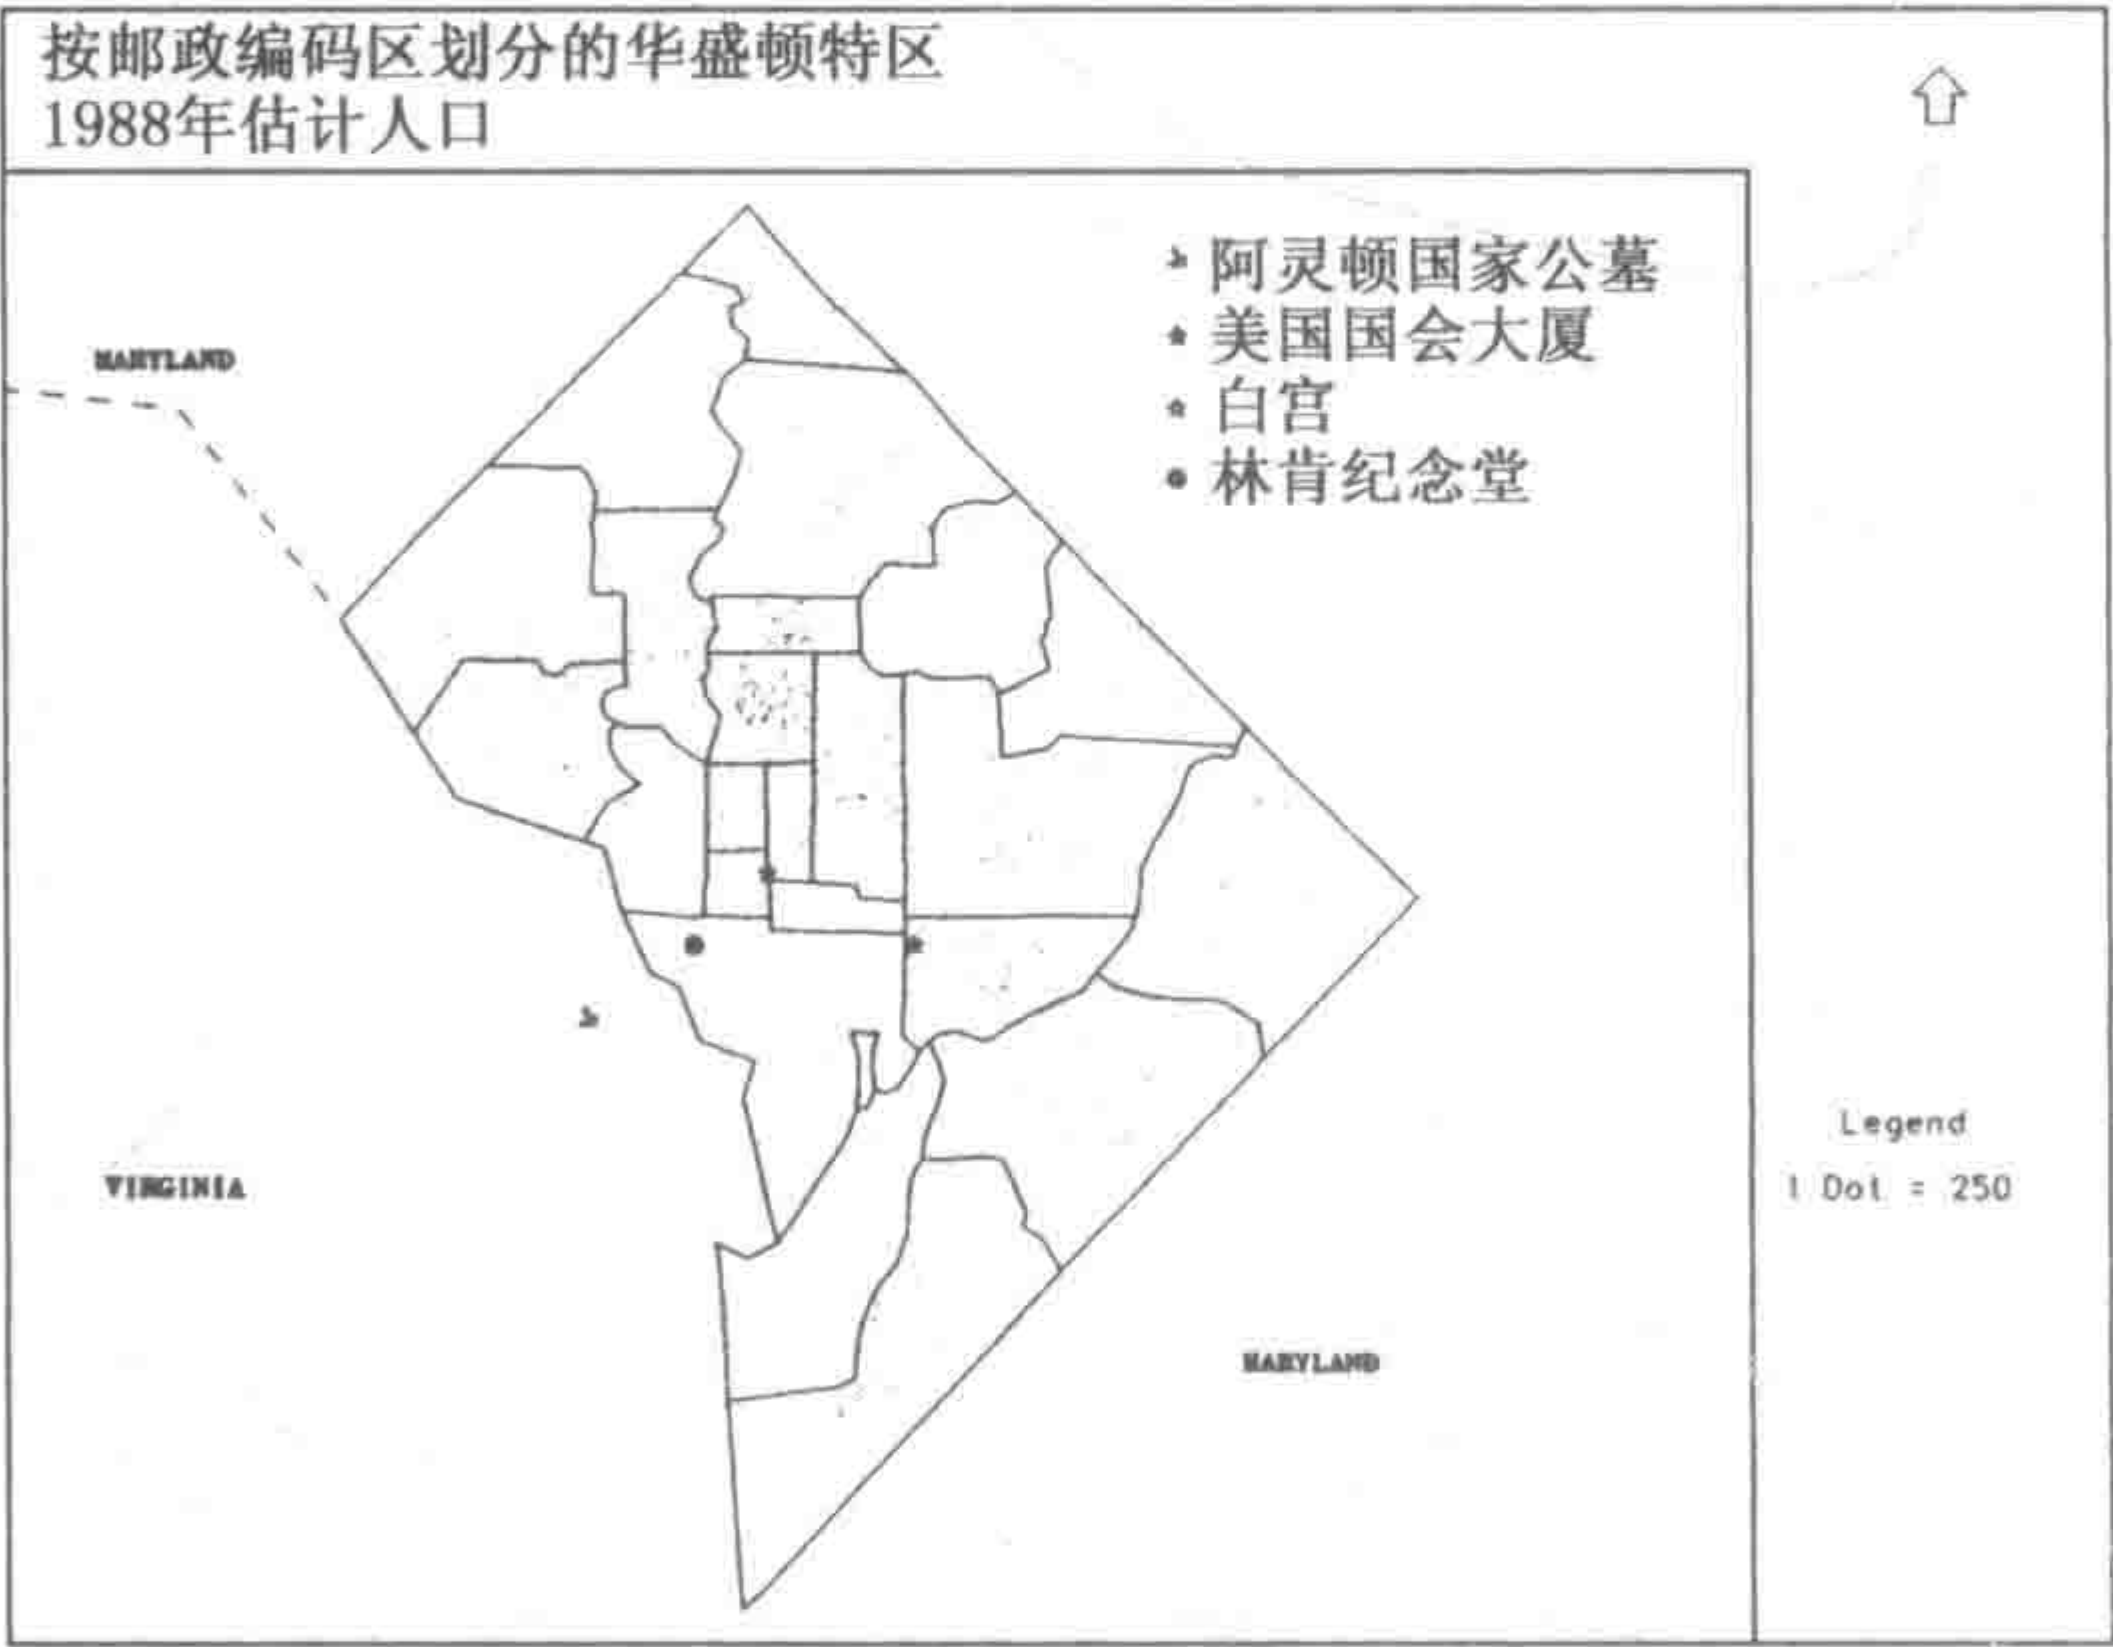 按邮政编码区划分的华盛顿特区
1988年估计人口
阿灵顿国家公墓
美国国会大厦
白宫
林肯纪念堂
MARYLAND
VIRGINIA
MARYLAND
Legend
1 Dot = 250